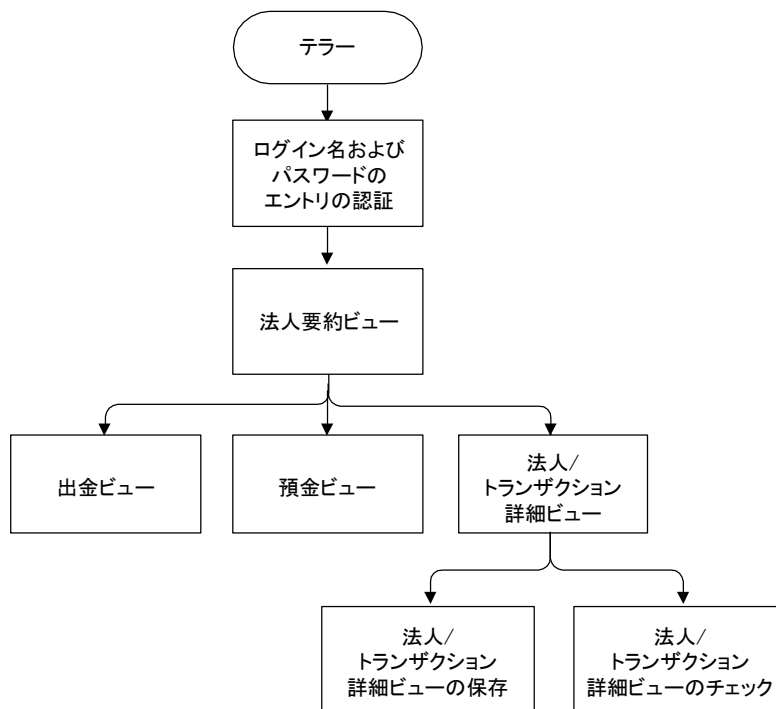 テラー
ログイン名および
パスワードの
エントリの認証
法人要約ビュー
出金ビュー
預金ビュー
法人/
トランザクション
詳細ビュー
法人/
トランザクション
詳細ビューの保存
法人/
トランザクション
詳細ビューのチェック